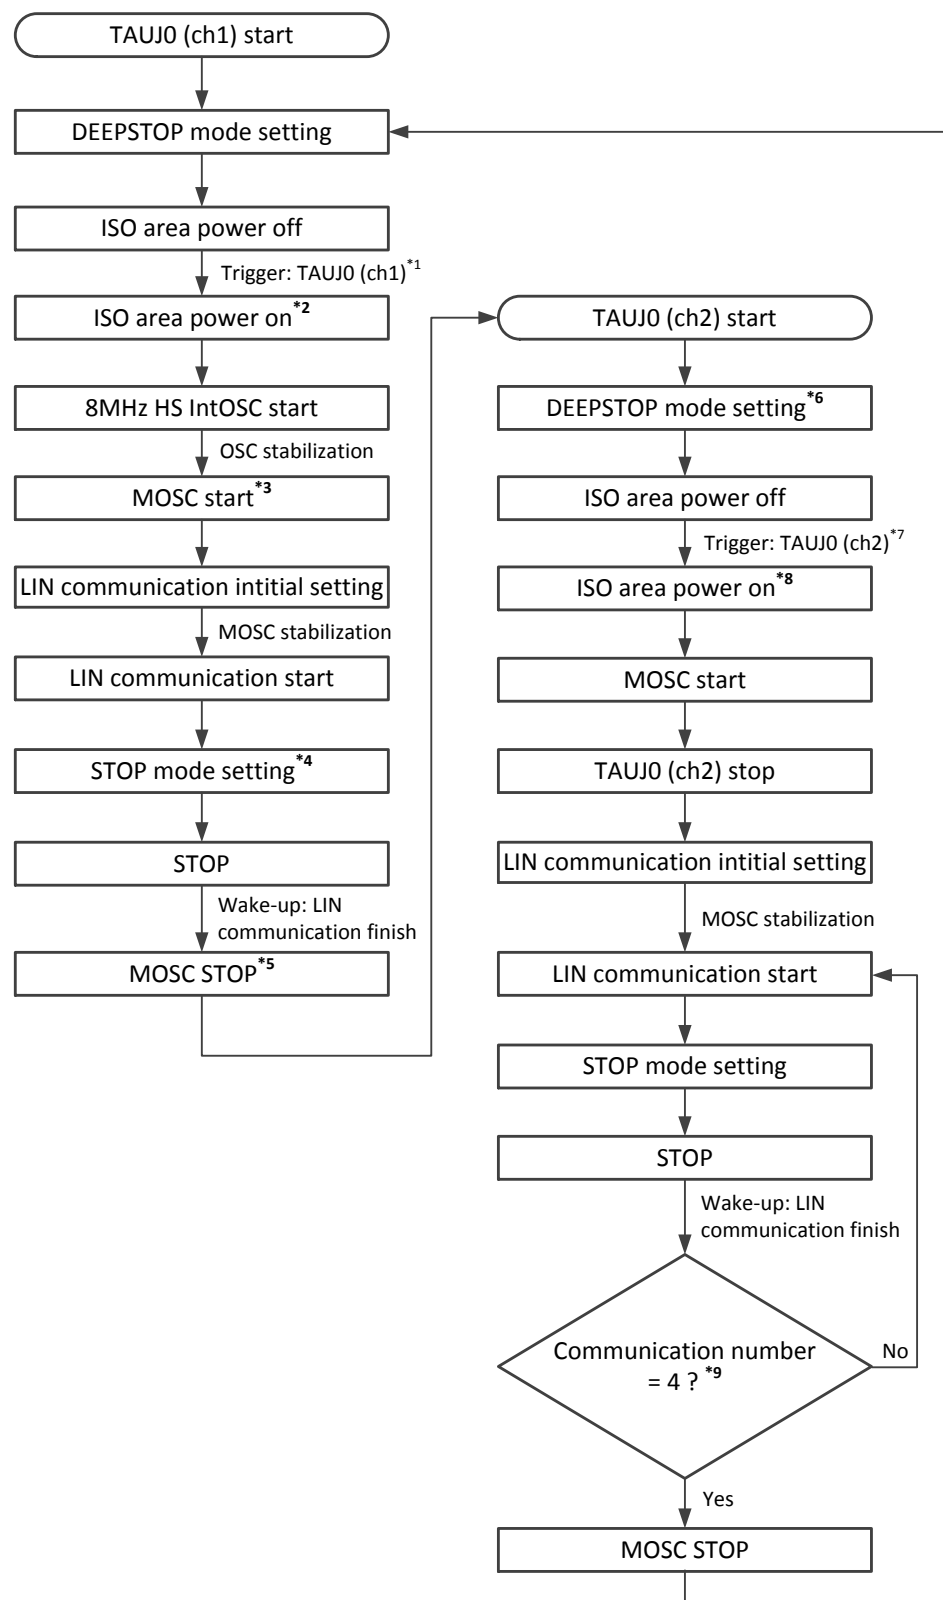 TAUJ0 (ch1) start
DEEPSTOP mode setting
ISO area power off
Trigger: TAUJ0 (ch1)*1
ISO area power on*2
8MHz HS IntOSC start
OSC stabilization
MOSC start*3
LIN communication intitial setting
MOSC stabilization
LIN communication start
STOP mode setting*4
STOP
Wake-up: LIN
communication finish
MOSC STOP*5
TAUJ0 (ch2) start
DEEPSTOP mode setting*6
ISO area power off
Trigger: TAUJ0 (ch2)*7
ISO area power on*8
MOSC start
TAUJ0 (ch2) stop
LIN communication intitial setting
MOSC stabilization
LIN communication start
STOP mode setting
STOP
Wake-up: LIN
communication finish
Communication number
= 4 ? *9
No
Yes
MOSC STOP